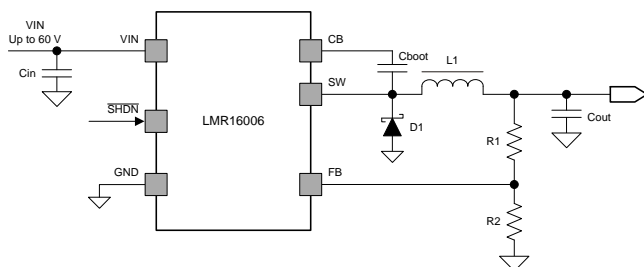 VIN
Up to 60 V
VIN
CB
Cboot
L1
Cin
SW
SHDN
LMR16006
D1
Cout
R1
GND
FB
R2